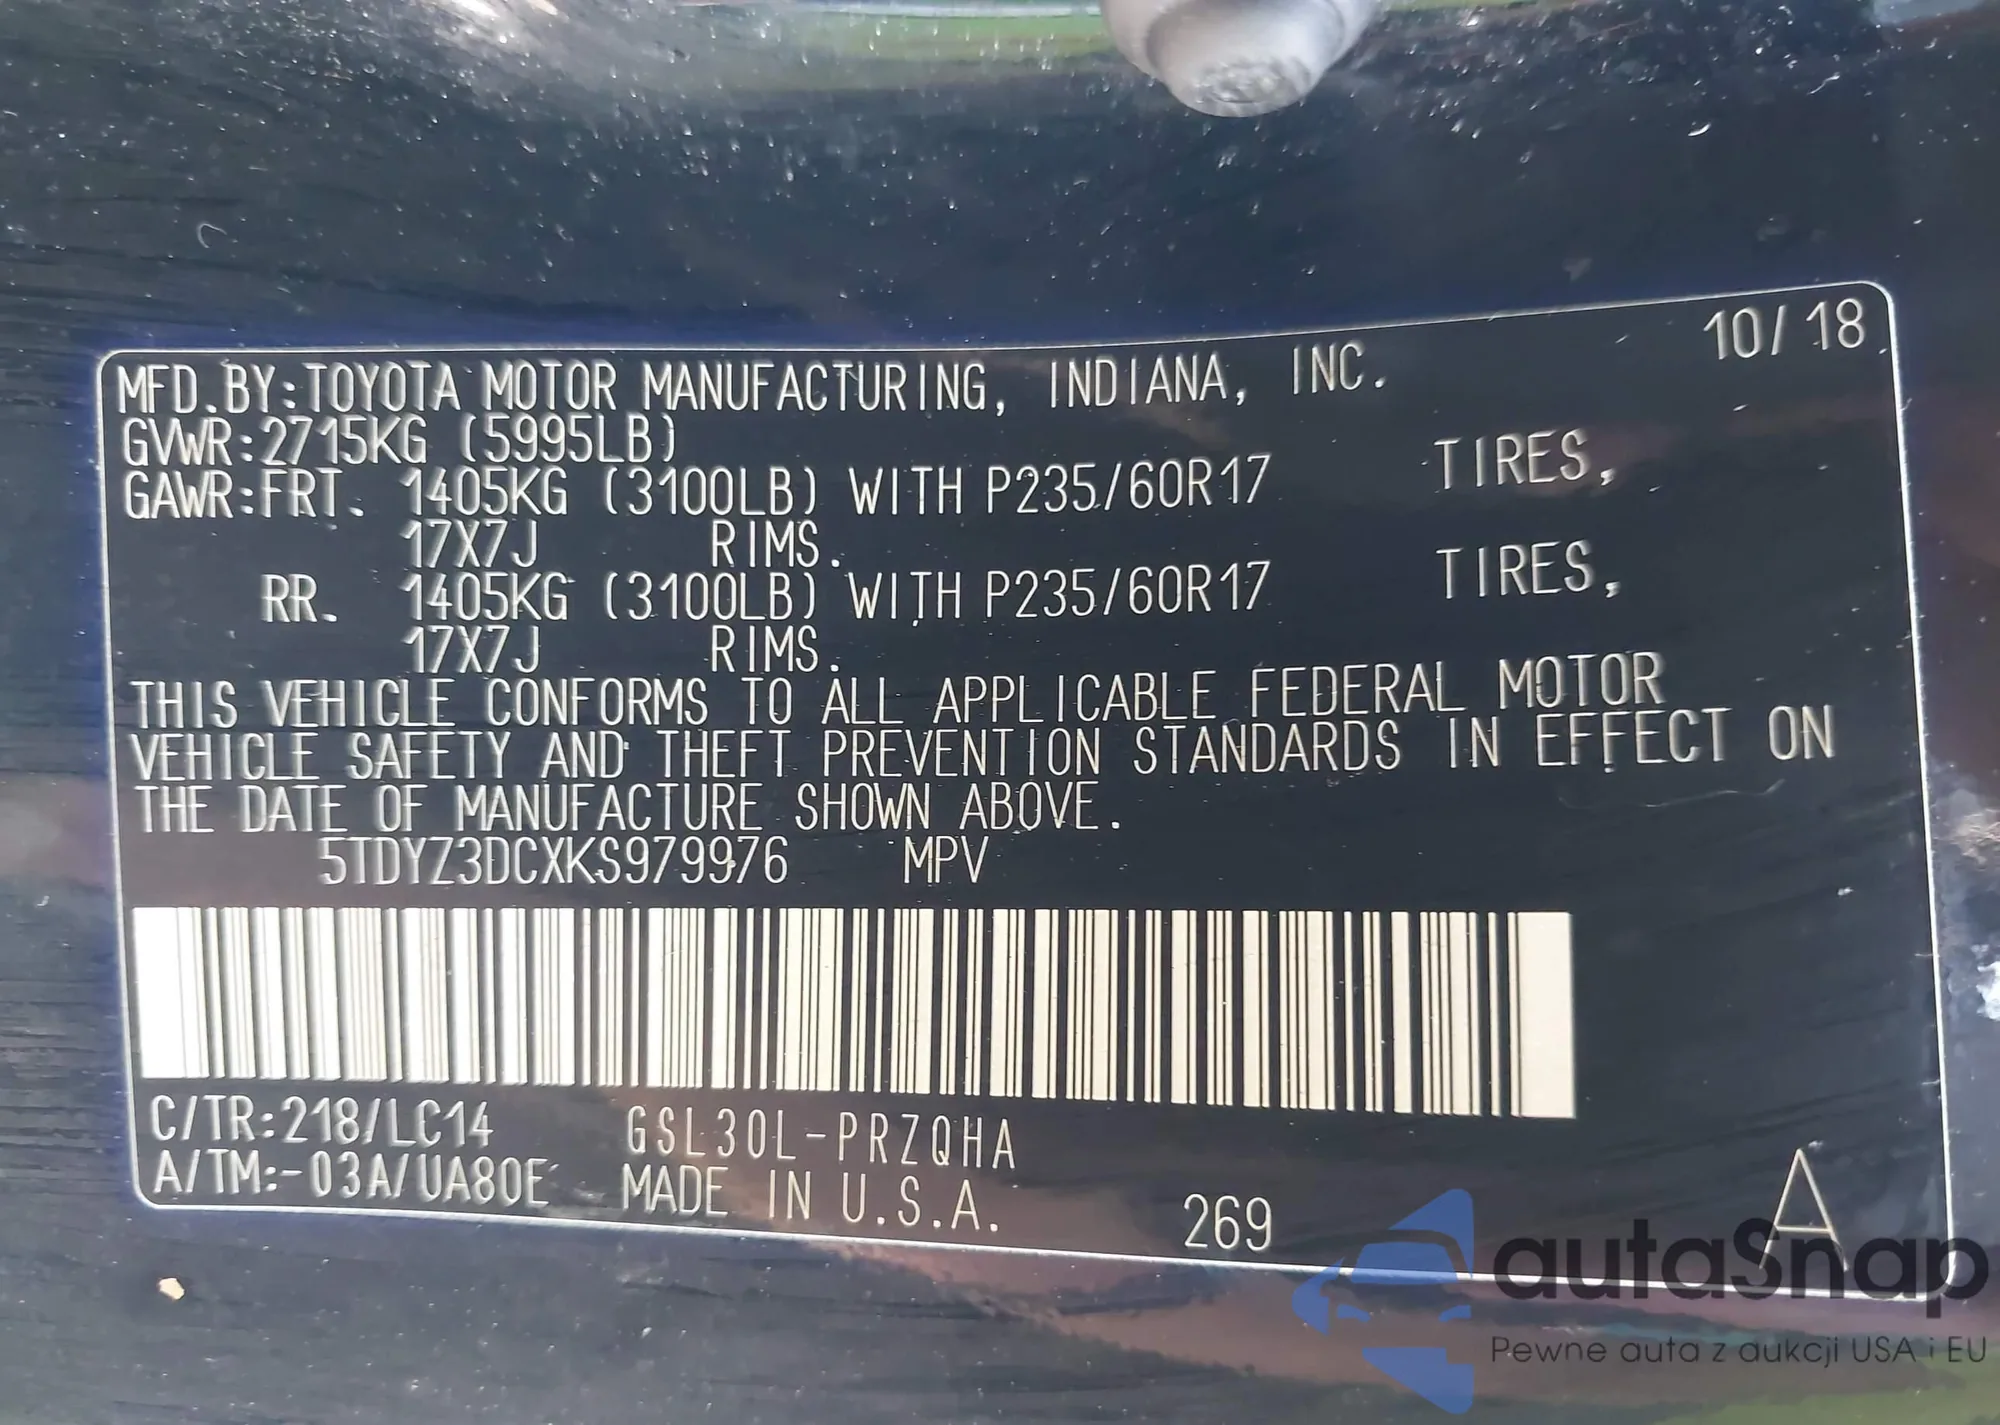 10/18
MFD.BY:TOYOTA MOTOR MANUFACTURING, INDIANA, INC.
GVWR:2715KG (5995LB)
GAWR:FRT. 1405KG (3100LB) WITH P235/60R17 TIRES,
17X7J RIMS.
RR. 1405KG (3100LB) WITH P235/60R17 TIRES,
17X7J RIMS.
THIS VEHICLE CONFORMS TO ALL APPLICABLE FEDERAL MOTOR
VEHICLE SAFETY AND THEFT PREVENTION STANDARDS IN EFFECT ON
THE DATE OF MANUFACTURE SHOWN ABOVE.
5TDYZ3DCXKS979976 MPV
C/TR:218/LC14 GSL30L-PRZQHA
A/TM:-03A/UA80E MADE IN U.S.A. 269 A
autaSnap
Pewne auta z aukcji USA i EU